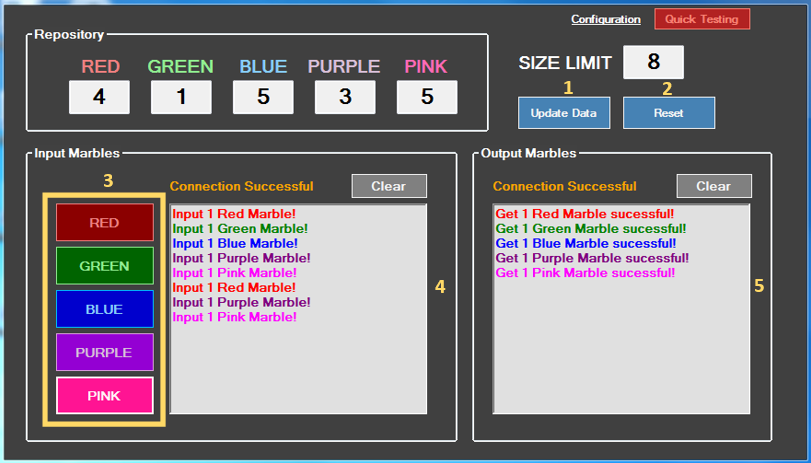 Configuration
Quick Testing
Repository
RED GREEN BLUE PURPLE PINK
4 1 5 3 5
SIZE LIMIT 8
1 2
Update Data Reset
Input Marbles
3
Connection Successful Clear
RED
GREEN
BLUE
PURPLE
PINK
Input 1 Red Marble!
Input 1 Green Marble!
Input 1 Blue Marble!
Input 1 Purple Marble!
Input 1 Pink Marble!
Input 1 Red Marble!
Input 1 Purple Marble!
Input 1 Pink Marble!
4
Output Marbles
Connection Successful Clear
Get 1 Red Marble sucessful!
Get 1 Green Marble sucessful!
Get 1 Blue Marble sucessful!
Get 1 Purple Marble sucessful!
Get 1 Pink Marble sucessful!
5